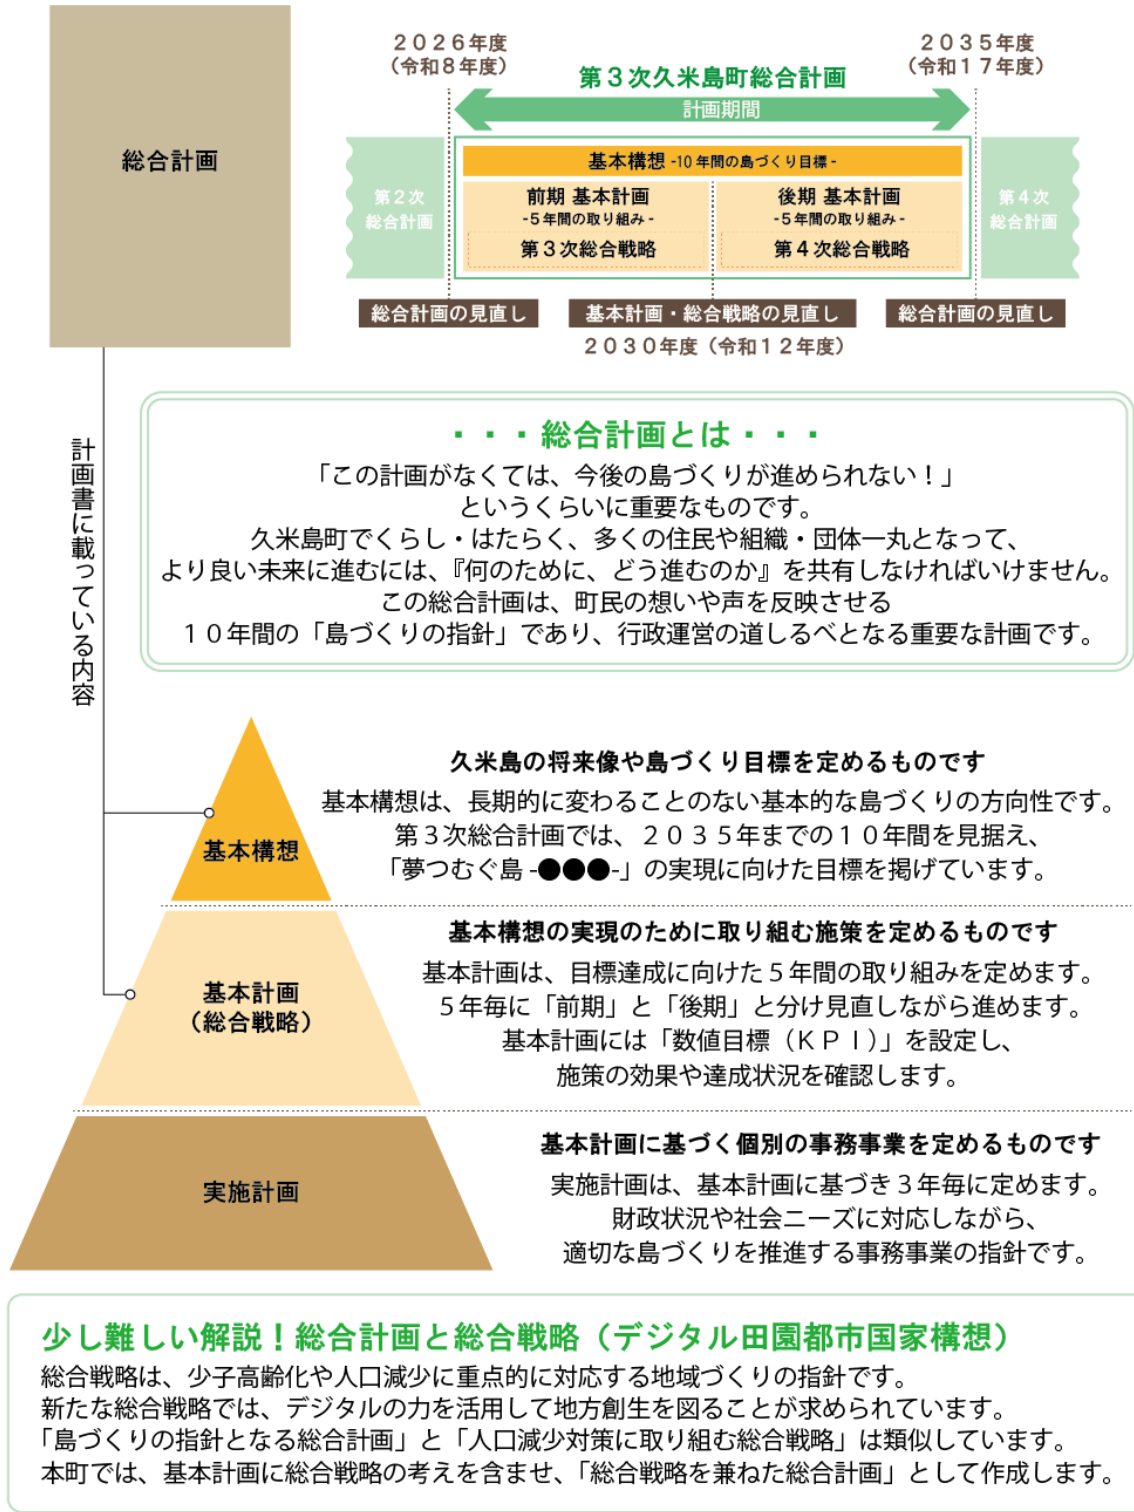 総合計画
２０２６年度
（令和８年度）
２０３５年度
（令和１７年度）
第３次久米島町総合計画
計画期間
第２次
総合計画
基本構想 -10 年間の島づくり目標 -
前期 基本計画
-５年間の取り組み -
第３次総合戦略
後期 基本計画
-５年間の取り組み -
第４次総合戦略
第４次
総合計画
総合計画の見直し
基本計画・総合戦略の見直し
総合計画の見直し
２０３０年度（令和１２年度）
計画書に載っている内容
・・・総合計画とは・・・
「この計画がなくては、今後の島づくりが進められない！」
というくらいに重要なものです。
久米島町でくらし・はたらく、多くの住民や組織・団体一丸となって、
より良い未来に進むには、『何のために、どう進むのか』を共有しなければいけません。
この総合計画は、町民の想いや声を反映させる
１０年間の「島づくりの指針」であり、行政運営の道しるべとなる重要な計画です。
基本構想
久米島の将来像や島づくり目標を定めるものです
基本構想は、長期的に変わることのない基本的な島づくりの方向性です。
第３次総合計画では、２０３５年までの１０年間を見据え、
「夢つむぐ島 -●●●-」の実現に向けた目標を掲げています。
基本計画
（総合戦略）
基本構想の実現のために取り組む施策を定めるものです
基本計画は、目標達成に向けた５年間の取り組みを定めます。
５年毎に「前期」と「後期」と分け見直しながら進めます。
基本計画には「数値目標（ＫＰＩ）」を設定し、
施策の効果や達成状況を確認します。
実施計画
基本計画に基づく個別の事務事業を定めるものです
実施計画は、基本計画に基づき３年毎に定めます。
財政状況や社会ニーズに対応しながら、
適切な島づくりを推進する事務事業の指針です。
少し難しい解説！総合計画と総合戦略（デジタル田園都市国家構想）
総合戦略は、少子高齢化や人口減少に重点的に対応する地域づくりの指針です。
新たな総合戦略では、デジタルの力を活用して地方創生を図ることが求められています。
「島づくりの指針となる総合計画」と「人口減少対策に取り組む総合戦略」は類似しています。
本町では、基本計画に総合戦略の考えを含ませ、「総合戦略を兼ねた総合計画」として作成します。